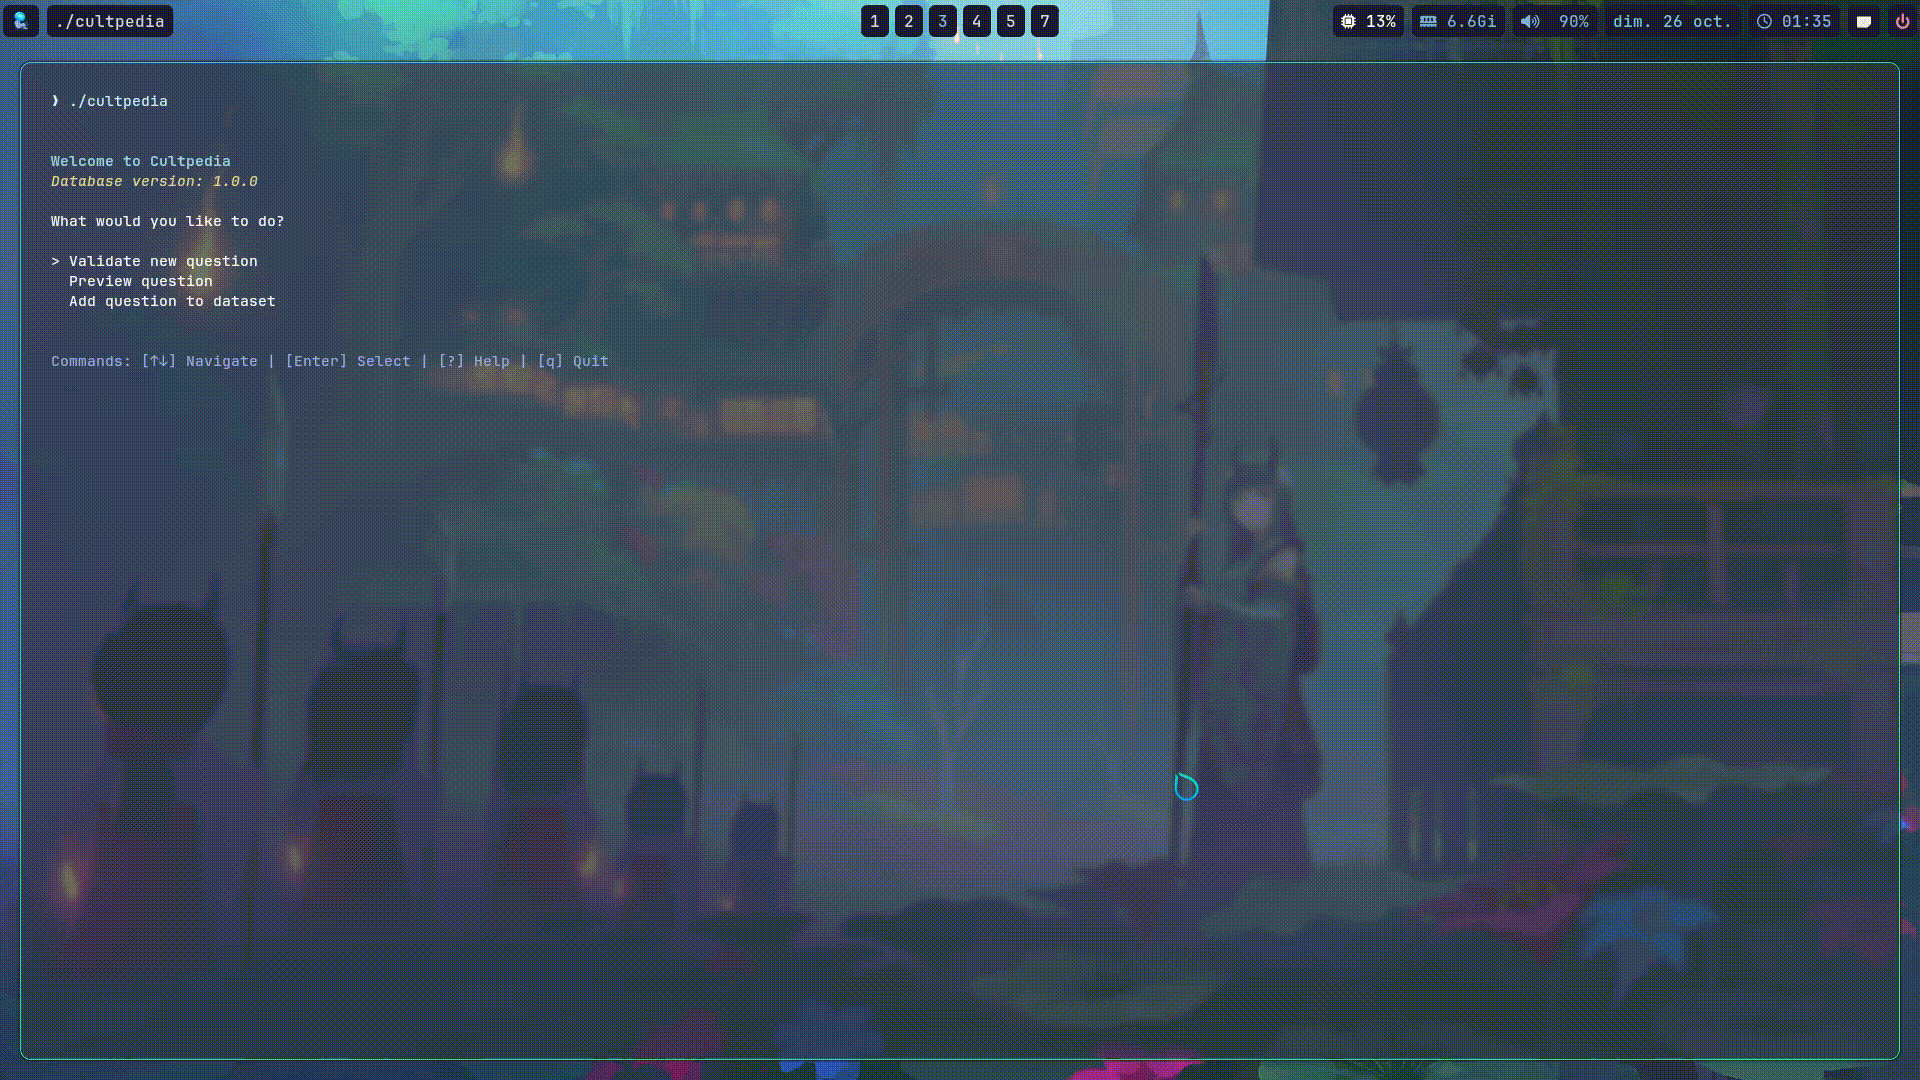 ./cultpedia
1 2 3 4 5 7
13% 6.6Gi 90% dim. 26 oct. 01:35
❫ ./cultpedia
Welcome to Cultpedia
Database version: 1.0.0
What would you like to do?
> Validate new question
Preview question
Add question to dataset
Commands: [↑↓] Navigate | [Enter] Select | [?] Help | [q] Quit